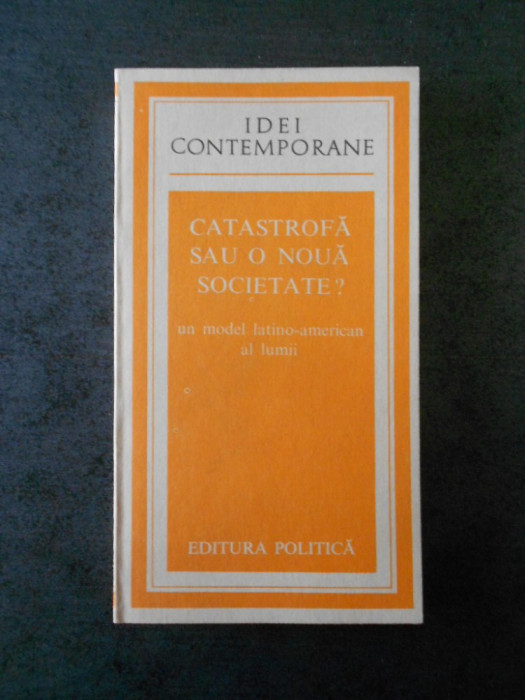 IDEI
CONTEMPORANE
CATASTROFĂ
SAU O NOUĂ
SOCIETATE?
un model latino-american
al lumii
EDITURA POLITICĂ